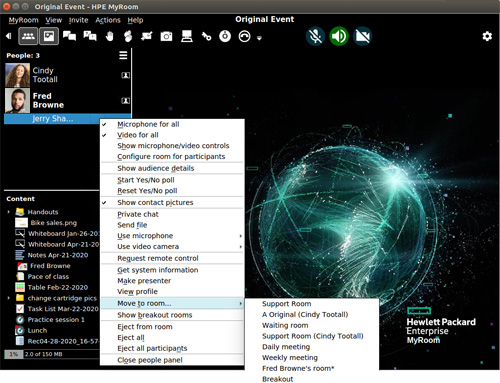 Original Event - HPE MyRoom
MyRoom View Invite Actions Help
Original Event
People: 3
Cindy
Tootall
Fred
Browne
Jerry Sha...
Microphone for all
Video for all
Show microphone/video controls
Configure room for participants
Show audience details
Start Yes/No poll
Reset Yes/No poll
Show contact pictures
Private chat
Send file
Use microphone
Use video camera
Reguest remote control
Get system information
Make presenter
View profile
Move to room...
Show breakout rooms
Eject from room
Eject all
Eject all participants
Close people panel
Support Room
A Original (Cindy Tootall)
Waiting room
Support Room (Cindy Tootall)
Daily meeting
Weekly meeting
Fred Browne's room*
Breakout
Content
Handouts
Bike sales.png
Whiteboard Jan-26-201
Whiteboard Apr-21-20
Notes Apr-21-2020
Fred Browne
Pace of class
Table Feb-22-2020
change cartridge pics
Task List Mar-22-2020
Practice session 1
Lunch
Rec04-28-2020_16-57-
1% 2.0 of 150 MB
Hewlett Packard
Enterprise
MyRoom